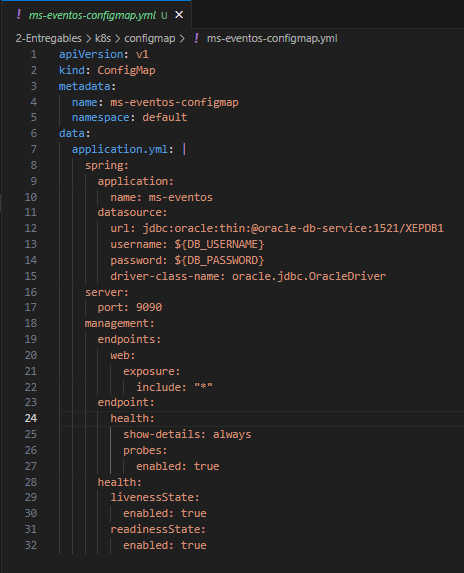 ! ms-eventos-configmap.yml U ×
2-Entregables > k8s > configmap > ! ms-eventos-configmap.yml
1 apiVersion: v1
2 kind: ConfigMap
3 metadata:
4   name: ms-eventos-configmap
5   namespace: default
6 data:
7   application.yml: |
8     spring:
9       application:
10         name: ms-eventos
11       datasource:
12         url: jdbc:oracle:thin:@oracle-db-service:1521/XEPDB1
13         username: ${DB_USERNAME}
14         password: ${DB_PASSWORD}
15         driver-class-name: oracle.jdbc.OracleDriver
16     server:
17       port: 9090
18     management:
19       endpoints:
20         web:
21           exposure:
22             include: "*"
23       endpoint:
24         health:
25           show-details: always
26           probes:
27             enabled: true
28       health:
29         livenessState:
30           enabled: true
31         readinessState:
32           enabled: true